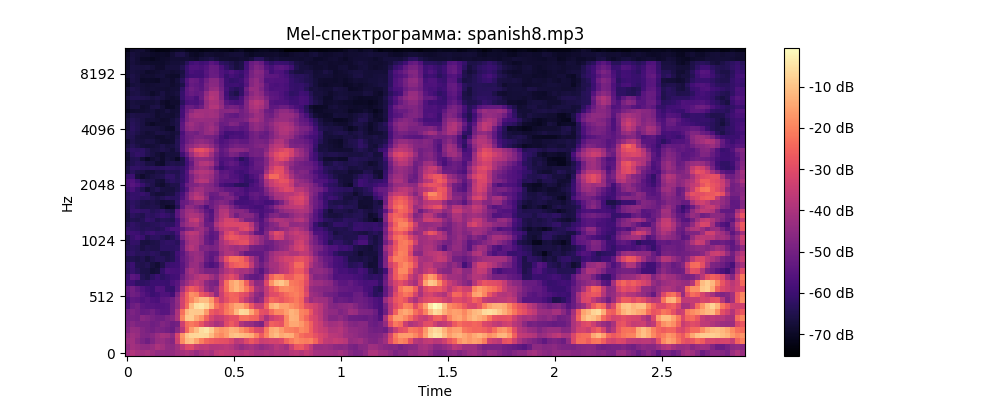 Mel-спектрограмма: spanish8.mp3
8192
4096
2048
1024
512
0
Hz
0 0.5 1 1.5 2 2.5
Time
-10 dB
-20 dB
-30 dB
-40 dB
-50 dB
-60 dB
-70 dB